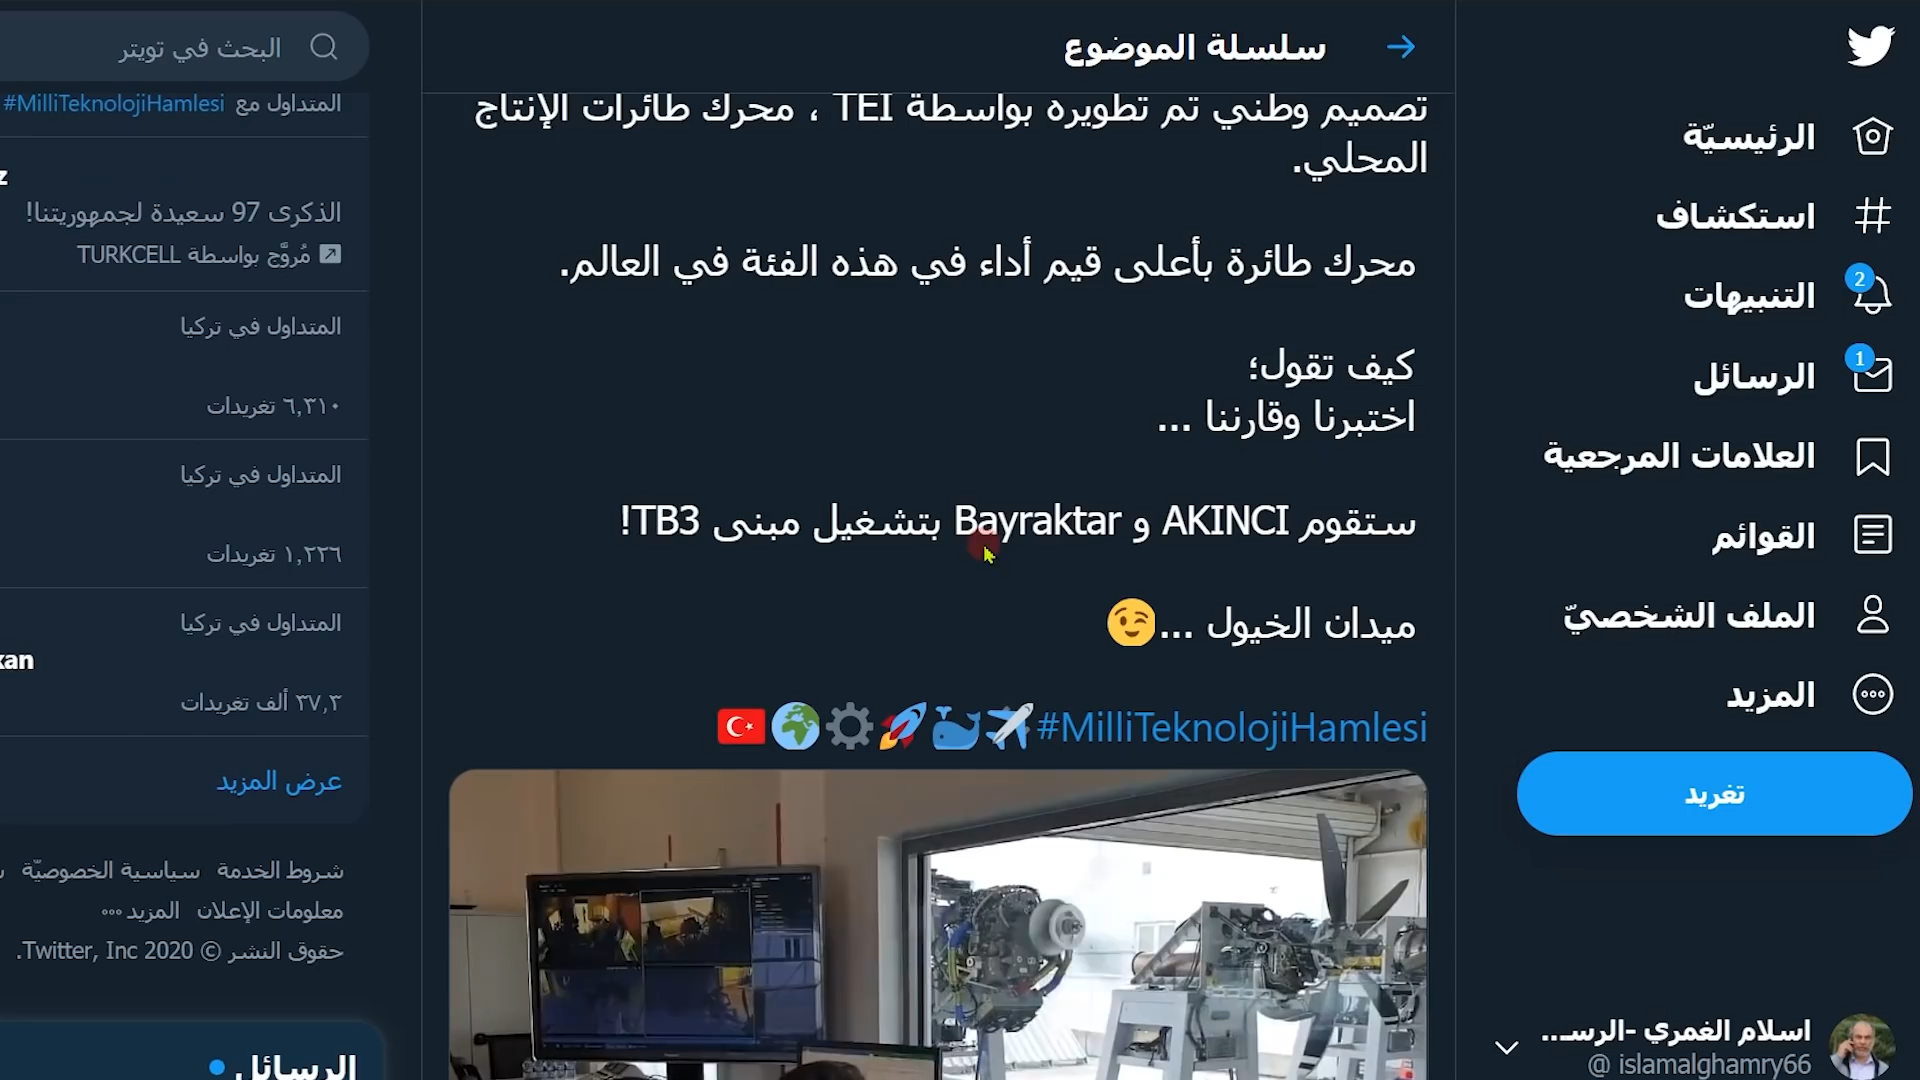 سلسلة الموضوع
تصميم وطني تم تطويره بواسطة TEI ، محرك طائرات الإنتاج
المحلي.
محرك طائرة بأعلى قيم أداء في هذه الفئة في العالم.
كيف تقول؛
اختبرنا وقارننا ...
ستقوم AKINCI و Bayraktar بتشغيل مبنى TB3!
ميدان الخيول ...
#MilliTeknolojiHamlesi
الرئيسيّة
استكشاف
2
التنبيهات
1
الرسائل
العلامات المرجعية
القوائم
الملف الشخصيّ
المزيد
تغريد
اسلام الغمري -الرسـ...
@ islamalghamry66
البحث في تويتر
المتداول مع #MilliTeknolojiHamlesi
الذكرى 97 سعيدة لجمهوريتنا!
مُروَّج بواسطة TURKCELL
المتداول في تركيا
٦,٣١٠ تغريدات
المتداول في تركيا
١,٢٢٦ تغريدات
المتداول في تركيا
٣٧,٣ ألف تغريدات
عرض المزيد
شروط الخدمة سياسية الخصوصيّة
معلومات الإعلان المزيد
حقوق النشر © 2020 Twitter, Inc.
الرسائل